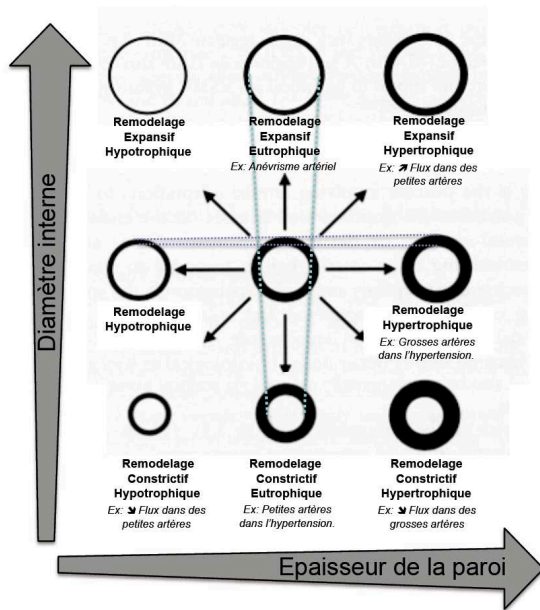 Diamètre interne
Remodelage
Expansif
Hypotrophique
Remodelage
Expansif
Eutrophique
Ex: Anévrisme artériel
Remodelage
Expansif
Hypertrophique
Ex: ➚ Flux dans des
petites artères
Remodelage
Hypotrophique
Remodelage
Hypertrophique
Ex: Grosses artères
dans l'hypertension.
Remodelage
Constrictif
Hypotrophique
Ex: ➘ Flux dans des
petites artères
Remodelage
Constrictif
Eutrophique
Ex: Petites artères
dans l'hypertension.
Remodelage
Constrictif
Hypertrophique
Ex: ➘ Flux dans des
grosses artères
Epaisseur de la paroi